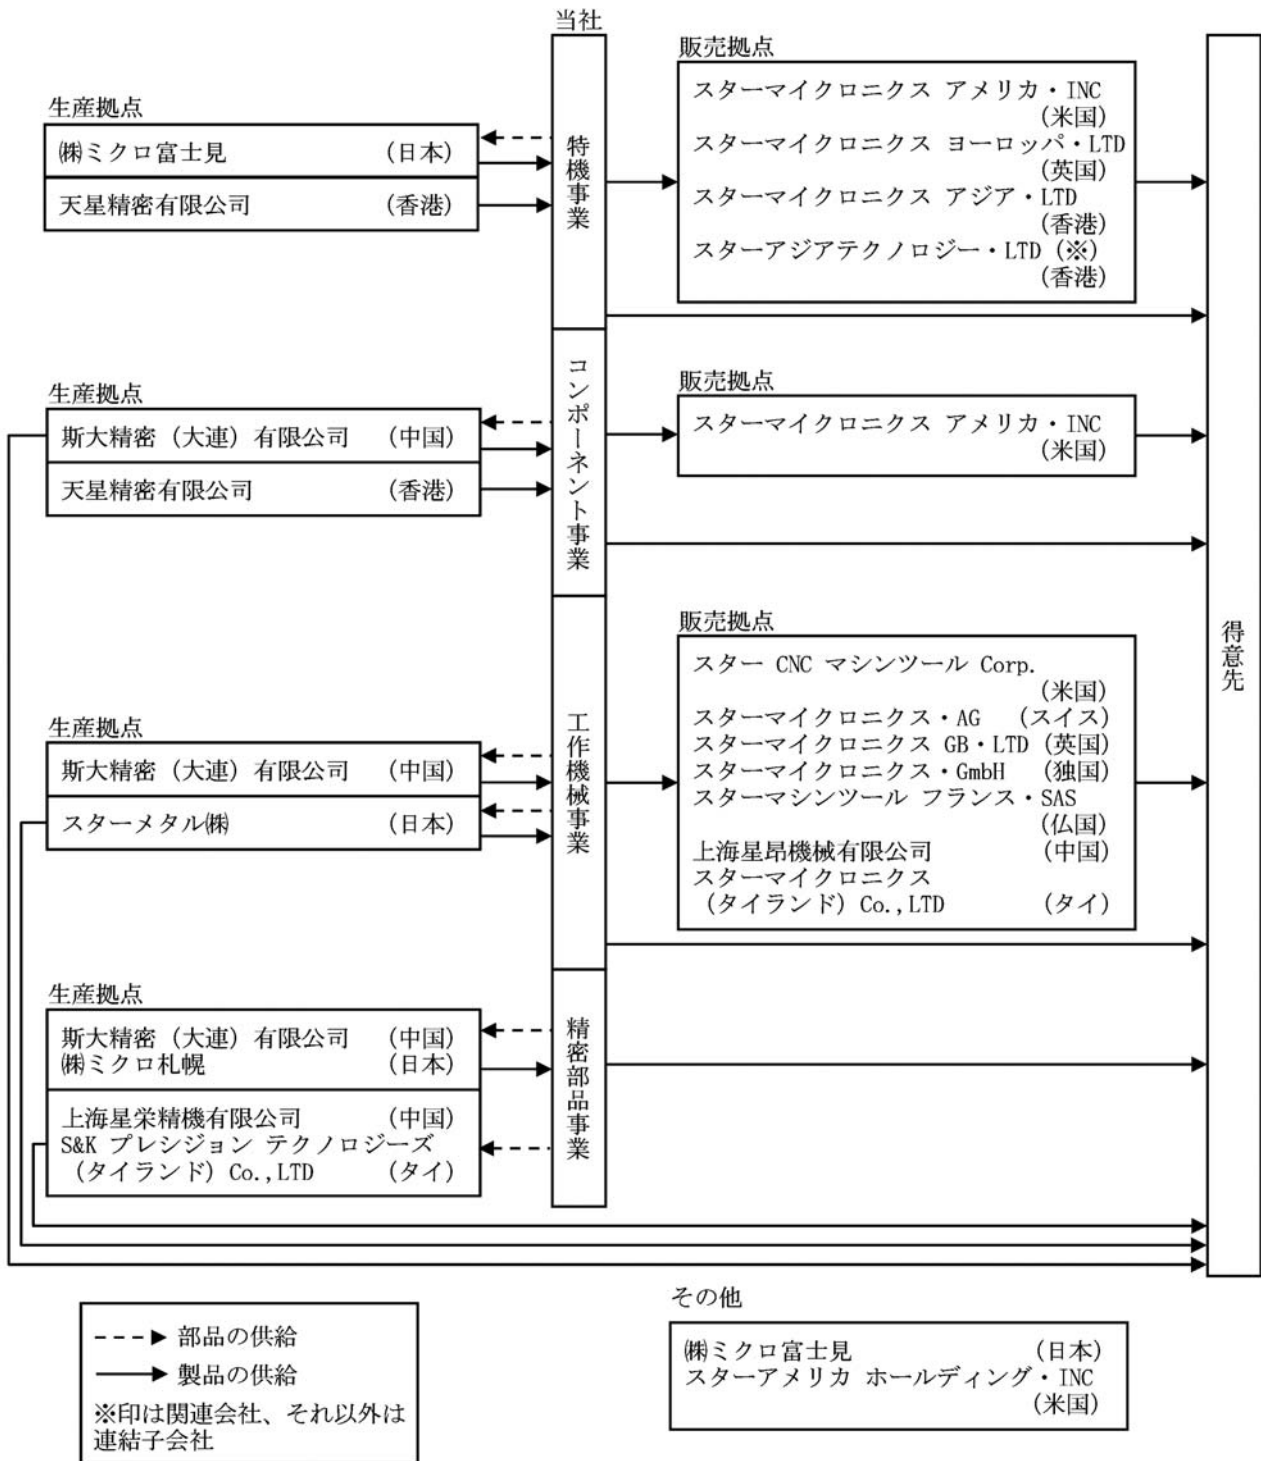 当社
販売拠点
スターマイクロニクス アメリカ・INC
(米国)
スターマイクロニクス ヨーロッパ・LTD
(英国)
スターマイクロニクス アジア・LTD
(香港)
スターアジアテクノロジー・LTD (※)
(香港)
生産拠点
㈱ミクロ富士見 (日本)
天星精密有限公司 (香港)
特機事業
生産拠点
斯大精密（大連）有限公司 (中国)
天星精密有限公司 (香港)
コンポーネント事業
販売拠点
スターマイクロニクス アメリカ・INC
(米国)
得意先
生産拠点
斯大精密（大連）有限公司 (中国)
スターメタル㈱ (日本)
工作機械事業
販売拠点
スター CNC マシンツール Corp.
(米国)
スターマイクロニクス・AG (スイス)
スターマイクロニクス GB・LTD (英国)
スターマイクロニクス・GmbH (独国)
スターマシンツール フランス・SAS
(仏国)
上海星昂機械有限公司 (中国)
スターマイクロニクス
（タイランド）Co.,LTD (タイ)
生産拠点
斯大精密（大連）有限公司 (中国)
㈱ミクロ札幌 (日本)
上海星栄精機有限公司 (中国)
S&K プレシジョン テクノロジーズ
（タイランド）Co.,LTD (タイ)
精密部品事業
部品の供給
製品の供給
※印は関連会社、それ以外は
連結子会社
その他
㈱ミクロ富士見 (日本)
スターアメリカ ホールディング・INC
(米国)